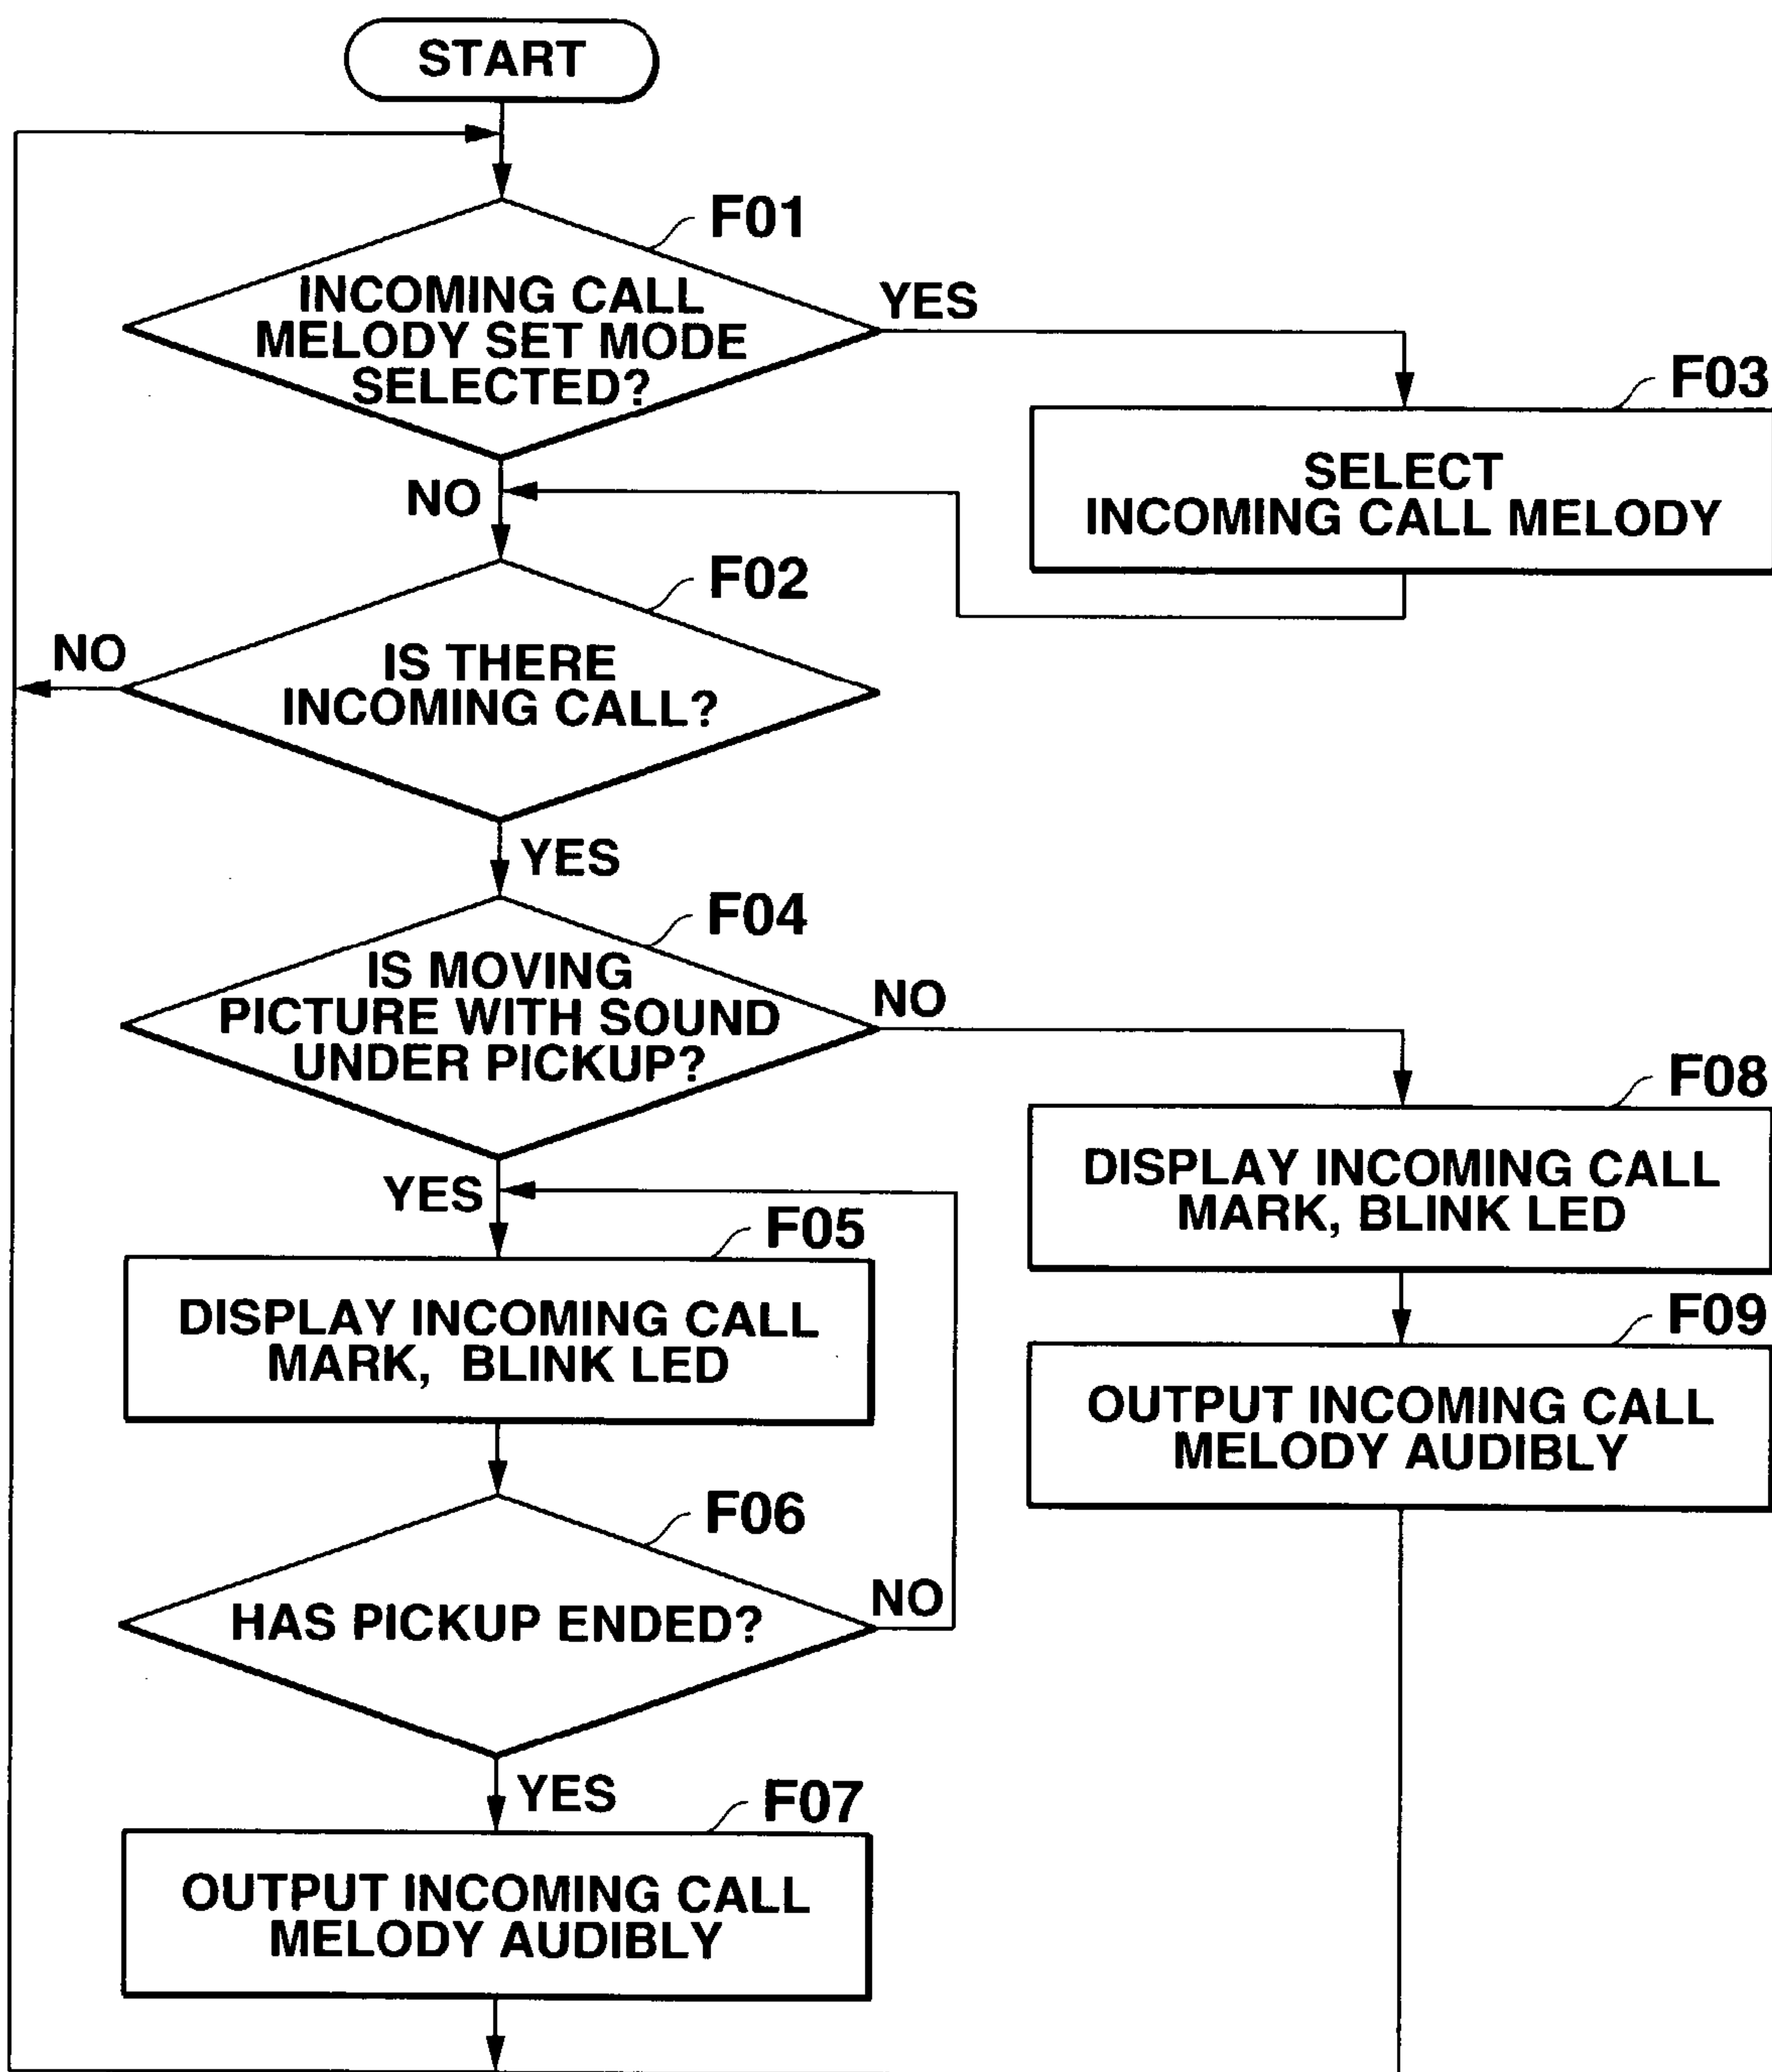 START
F01
INCOMING CALL
MELODY SET MODE
SELECTED?
YES
F03
SELECT
INCOMING CALL MELODY
NO
F02
IS THERE
INCOMING CALL?
NO
YES
F04
IS MOVING
PICTURE WITH SOUND
UNDER PICKUP?
NO
F08
DISPLAY INCOMING CALL
MARK, BLINK LED
YES
F05
DISPLAY INCOMING CALL
MARK, BLINK LED
F09
OUTPUT INCOMING CALL
MELODY AUDIBLY
F06
HAS PICKUP ENDED?
NO
YES
F07
OUTPUT INCOMING CALL
MELODY AUDIBLY